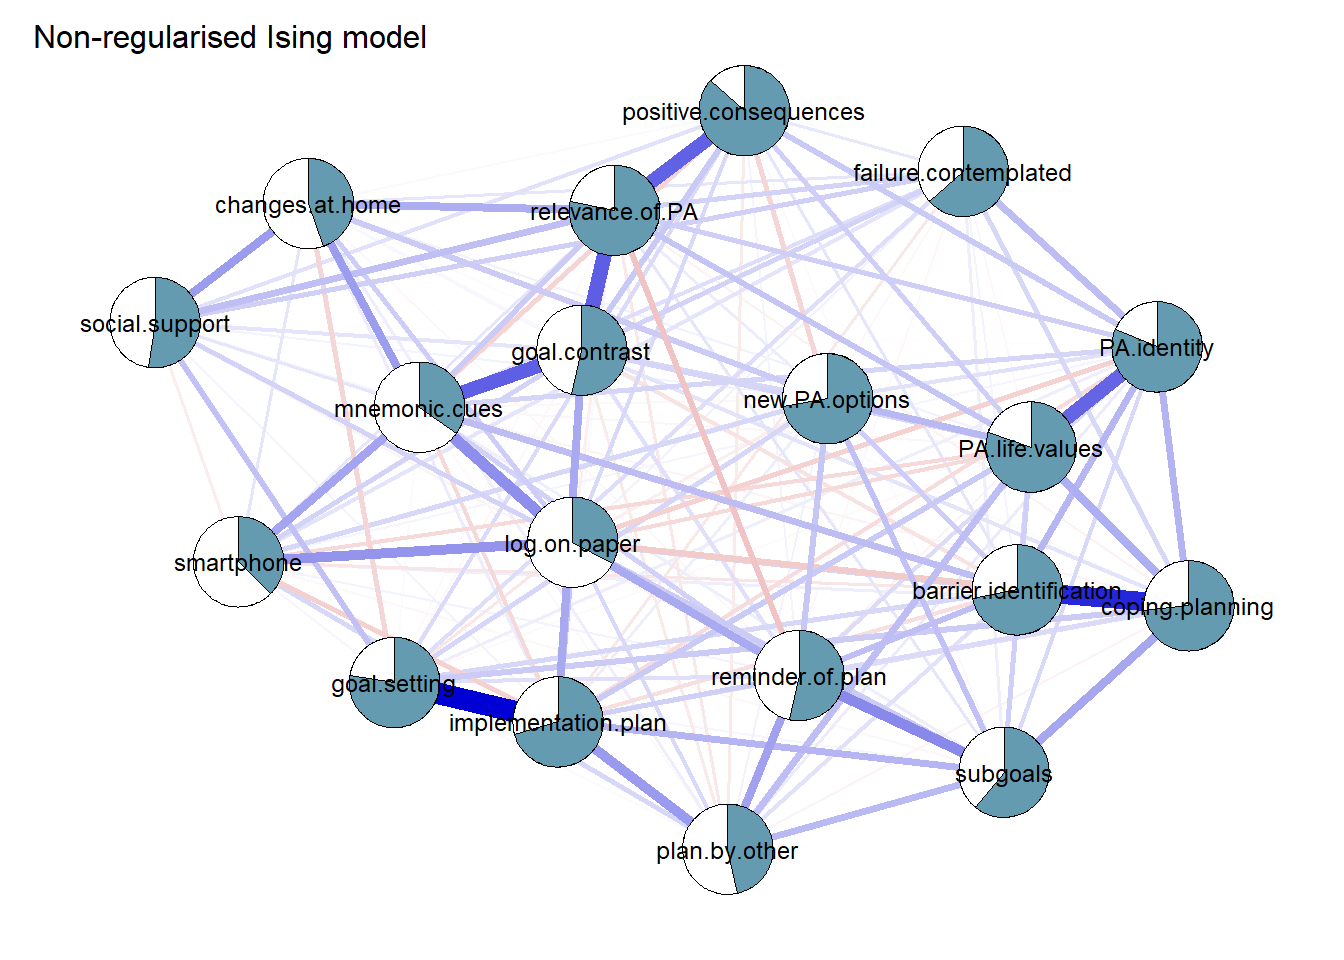 Non-regularised Ising model
positive.consequences
failure.contemplated
changes.at.home
relevance.of.PA
social.support
goal.contrast
PA.identity
mnemonic.cues
new.PA.options
PA.life.values
log.on.paper
smartphone
barrier.identification
coping.planning
goal.setting
reminder.of.plan
implementation.plan
subgoals
plan.by.other